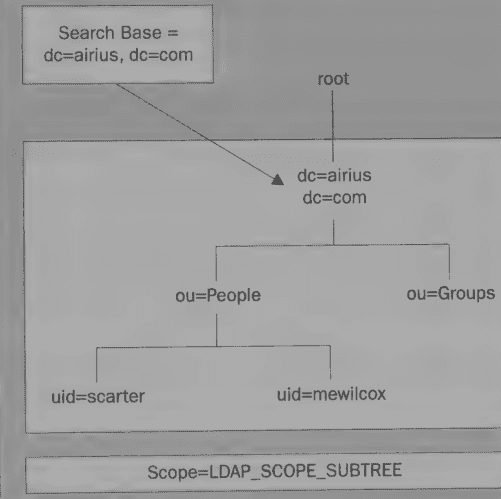 Search Base =
dc=airius, dc=com
root
dc=airius
dc=com
ou=People
ou=Groups
uid=scarter
uid=mewilcox
Scope=LDAP_SCOPE_SUBTREE